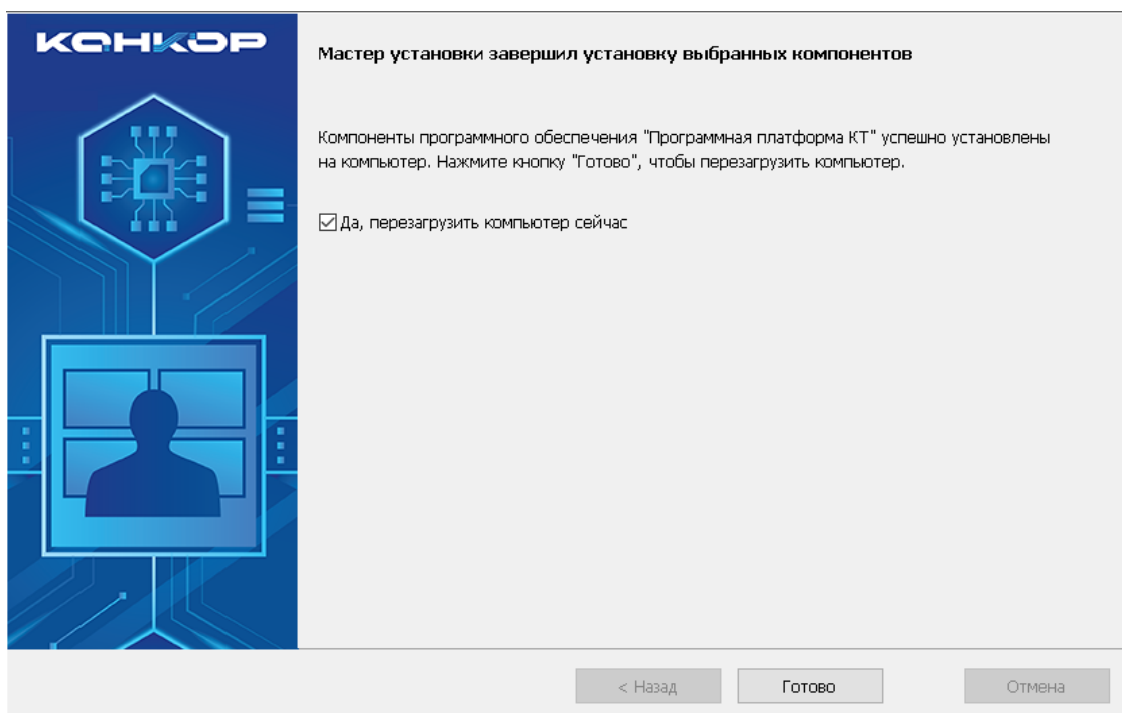 КАНКОР
Мастер установки завершил установку выбранных компонентов
Компоненты программного обеспечения "Программная платформа КТ" успешно установлены
на компьютер. Нажмите кнопку "Готово", чтобы перезагрузить компьютер.
Да, перезагрузить компьютер сейчас
< Назад
Готово
Отмена